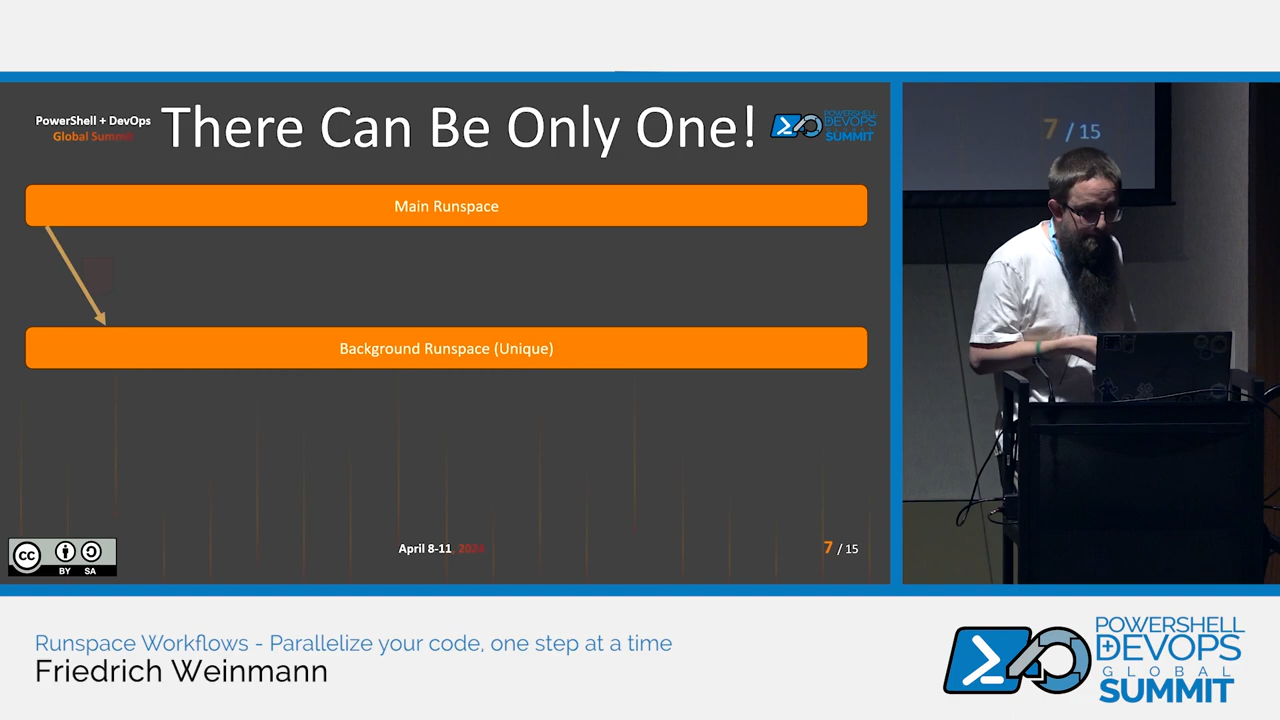 PowerShell + DevOps
Global Summit
There Can Be Only One!
POWERSHELL
DEVOPS
GLOBAL
SUMMIT
Main Runspace
Background Runspace (Unique)
CC
BY SA
April 8-11, 2024
7 / 15
7 / 15
Runspace Workflows - Parallelize your code, one step at a time
Friedrich Weinmann
POWERSHELL
DEVOPS
GLOBAL
SUMMIT